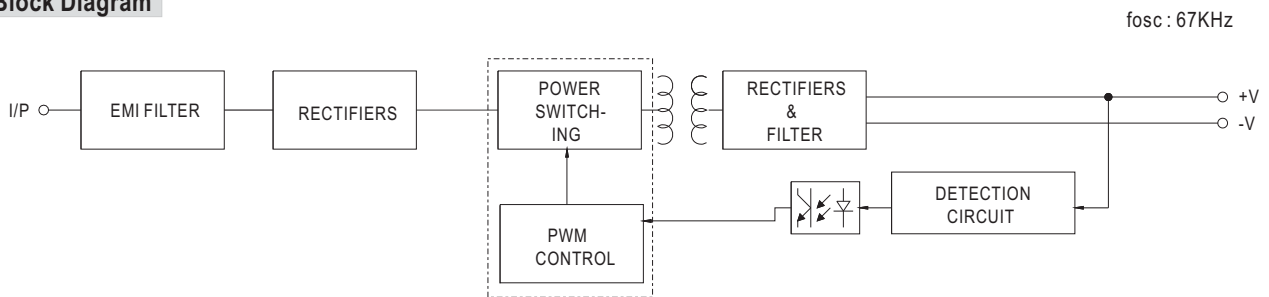 Block Diagram
fosc : 67KHz
I/P
EMI FILTER
RECTIFIERS
POWER
SWITCH-
ING
RECTIFIERS
&
FILTER
+V
-V
DETECTION
CIRCUIT
PWM
CONTROL